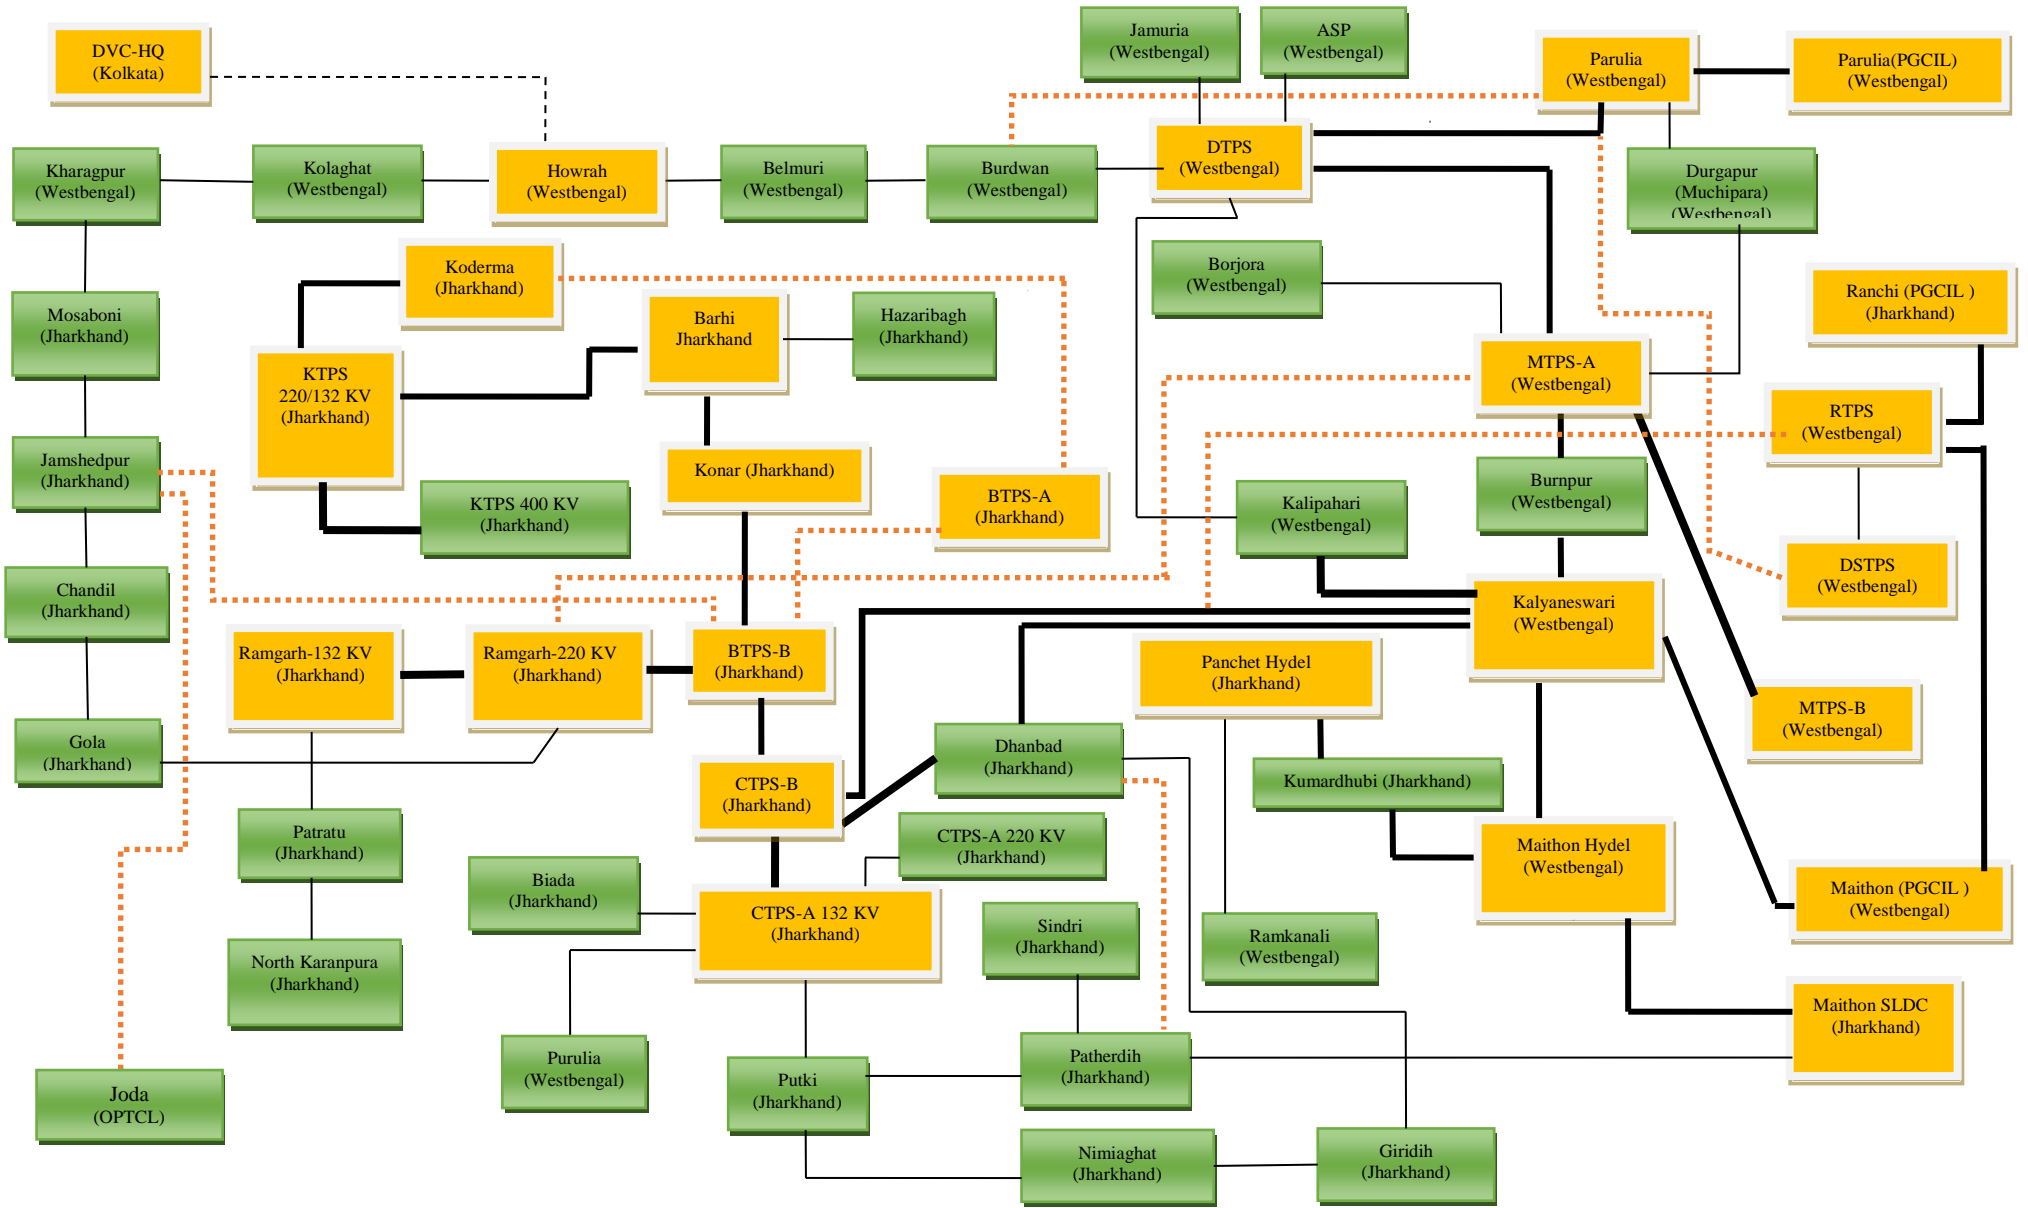 DVC-HQ
(Kolkata)
Jamuria
(Westbengal)
ASP
(Westbengal)
Parulia
(Westbengal)
Parulia(PGCIL)
(Westbengal)
Kharagpur
(Westbengal)
Kolaghat
(Westbengal)
Howrah
(Westbengal)
Belmuri
(Westbengal)
Burdwan
(Westbengal)
DTPS
(Westbengal)
Durgapur
(Muchipara)
(Westbengal)
Koderma
(Jharkhand)
Borjora
(Westbengal)
Ranchi (PGCIL )
(Jharkhand)
Mosaboni
(Jharkhand)
Barhi
Jharkhand
Hazaribagh
(Jharkhand)
KTPS
220/132 KV
(Jharkhand)
MTPS-A
(Westbengal)
RTPS
(Westbengal)
Jamshedpur
(Jharkhand)
Konar (Jharkhand)
KTPS 400 KV
(Jharkhand)
BTPS-A
(Jharkhand)
Kalipahari
(Westbengal)
Burnpur
(Westbengal)
DSTPS
(Westbengal)
Chandil
(Jharkhand)
Kalyaneswari
(Westbengal)
Ramgarh-132 KV
(Jharkhand)
Ramgarh-220 KV
(Jharkhand)
BTPS-B
(Jharkhand)
Panchet Hydel
(Jharkhand)
MTPS-B
(Westbengal)
Gola
(Jharkhand)
Dhanbad
(Jharkhand)
CTPS-B
(Jharkhand)
Kumardhubi (Jharkhand)
Patratu
(Jharkhand)
CTPS-A 220 KV
(Jharkhand)
Maithon Hydel
(Westbengal)
Biada
(Jharkhand)
Maithon (PGCIL )
(Westbengal)
CTPS-A 132 KV
(Jharkhand)
Sindri
(Jharkhand)
Ramkanali
(Westbengal)
North Karanpura
(Jharkhand)
Maithon SLDC
(Jharkhand)
Purulia
(Westbengal)
Putki
(Jharkhand)
Patherdih
(Jharkhand)
Joda
(OPTCL)
Nimiaghat
(Jharkhand)
Giridih
(Jharkhand)